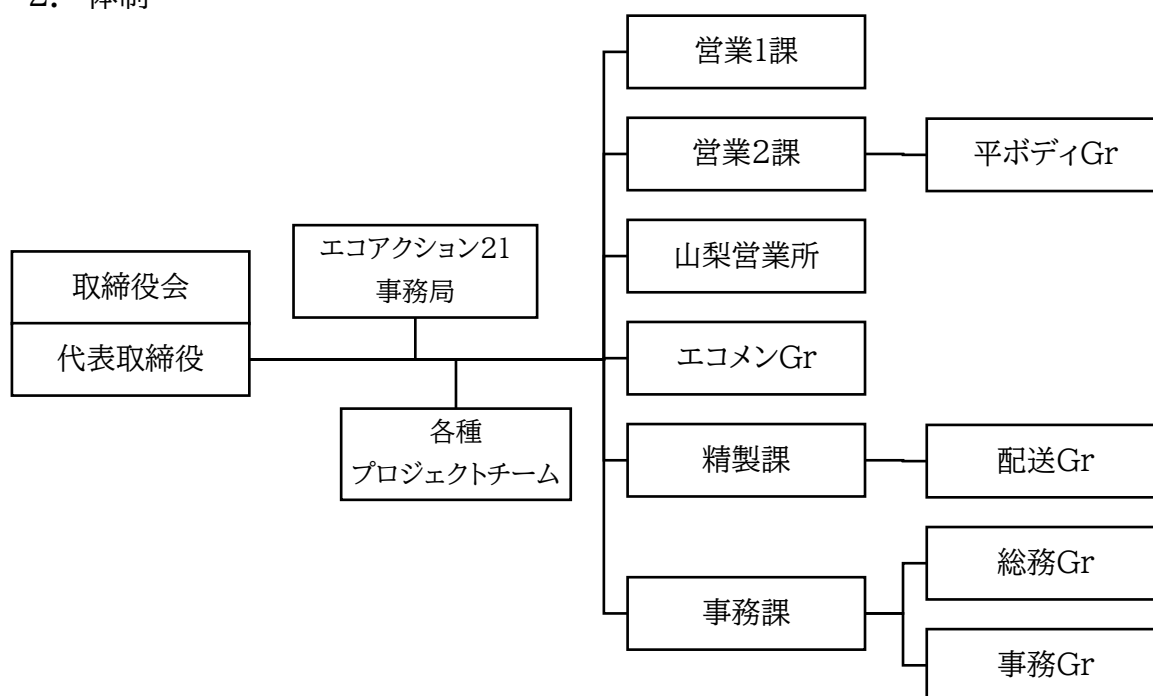 2. 体制
営業1課
営業2課
平ボディGr
エコアクション21
事務局
山梨営業所
取締役会
代表取締役
エコメンGr
各種
プロジェクトチーム
精製課
配送Gr
総務Gr
事務課
事務Gr